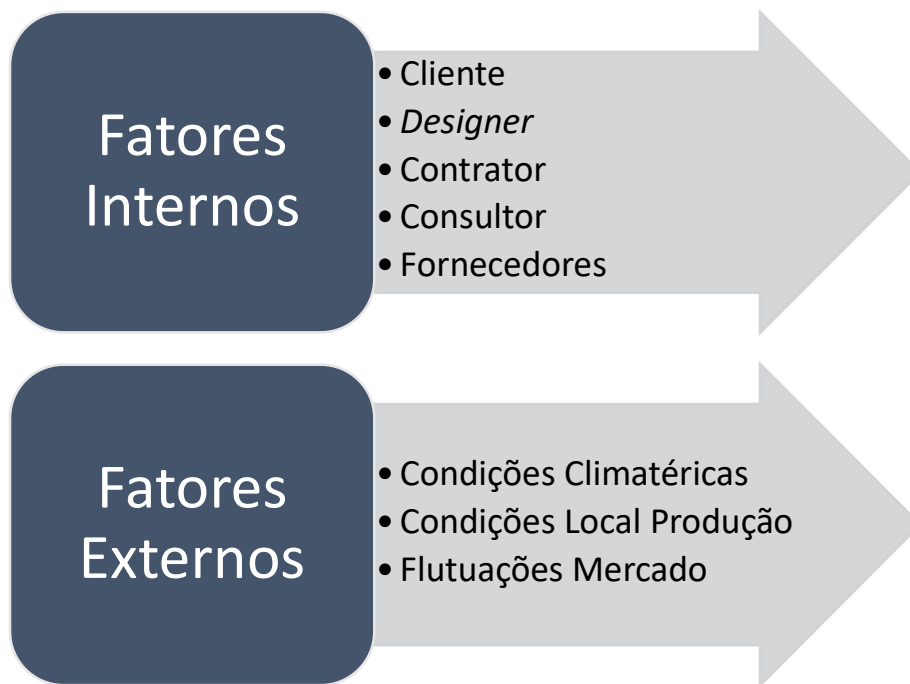 Fatores
Internos
• Cliente
• Designer
• Contrator
• Consultor
• Fornecedores
Fatores
Externos
• Condições Climatéricas
• Condições Local Produção
• Flutuações Mercado